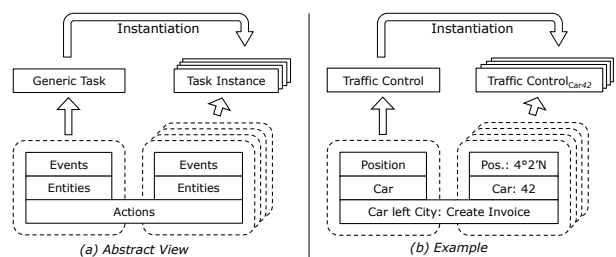 Instantiation
Generic Task
Task Instance
Events
Entities
Events
Entities
Actions
(a) Abstract View
Instantiation
Traffic Control
Traffic ControlCar42
Position
Car
Pos.: 4°2'N
Car: 42
Car left City: Create Invoice
(b) Example